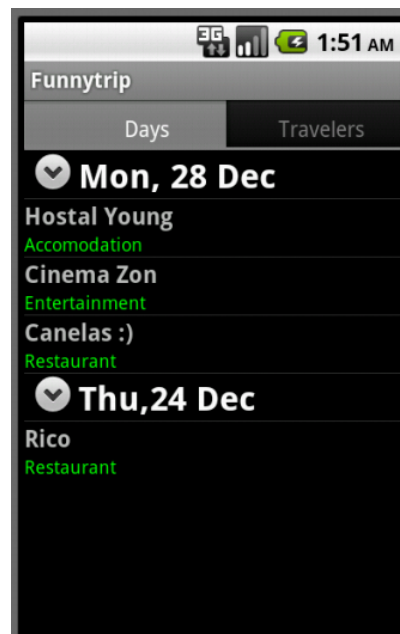 3G 1:51 AM
Funnytrip
Days Travelers
Mon, 28 Dec
Hostal Young
Accomodation
Cinema Zon
Entertainment
Canelas :)
Restaurant
Thu,24 Dec
Rico
Restaurant